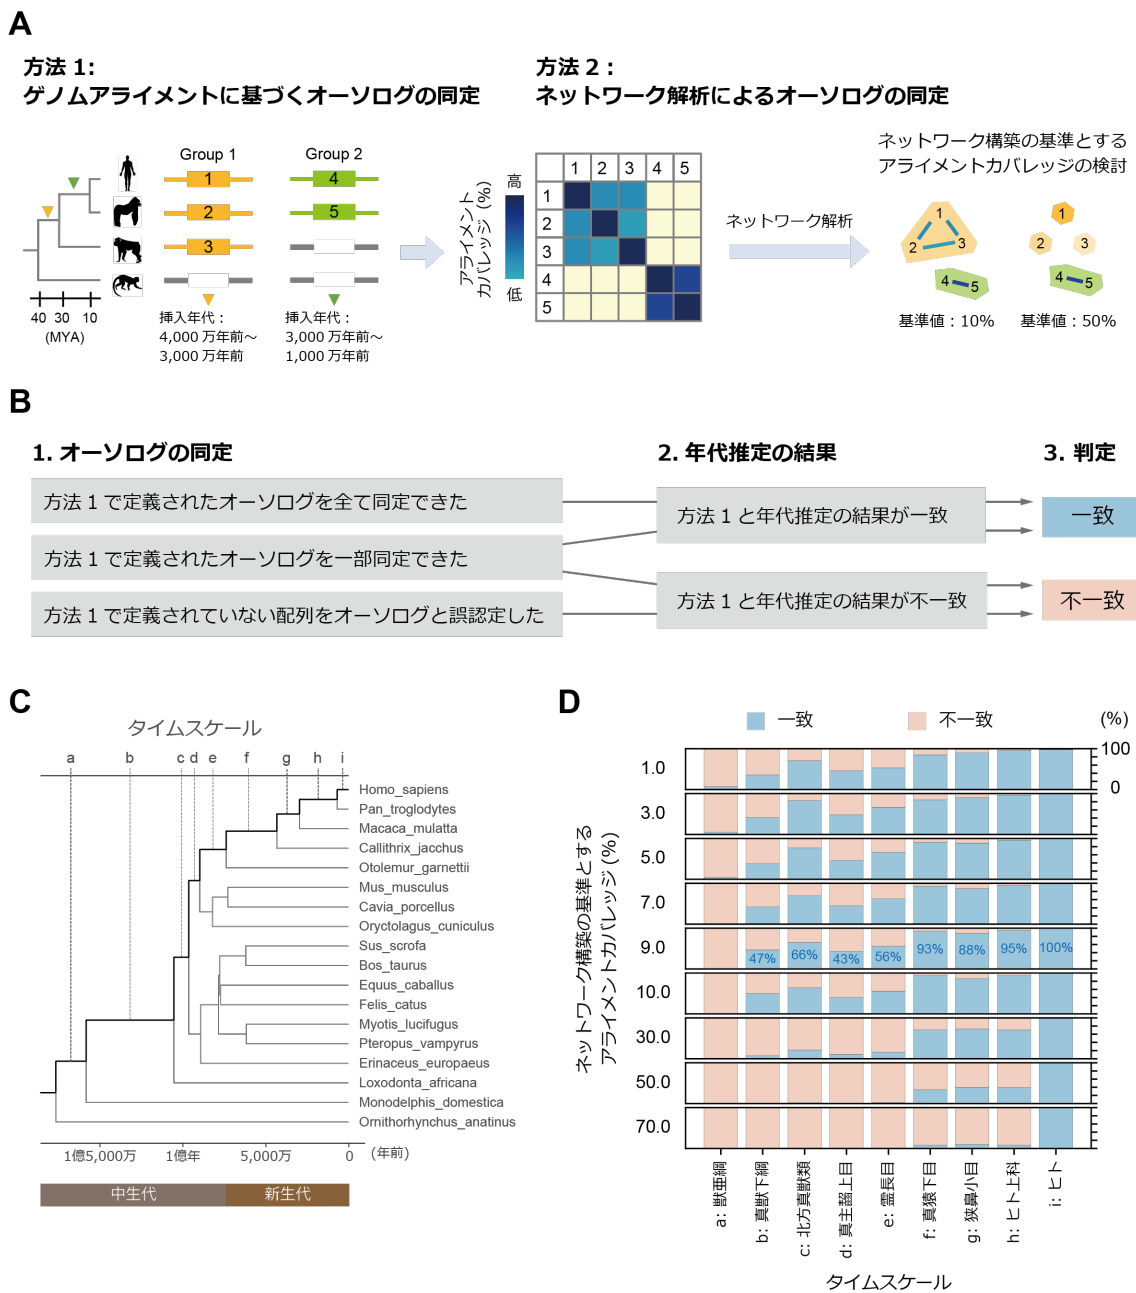 A
方法 1:
ゲノムアライメントに基づくオーソログの同定
方法 2 :
ネットワーク解析によるオーソログの同定
Group 1
Group 2
1
4
2
5
3
40 30 10
(MYA)
挿入年代：
4,000 万年前～
3,000 万年前
挿入年代：
3,000 万年前～
1,000 万年前
アライメント
カバレッジ (%)
高
低
1 2 3 4 5
1
2
3
4
5
ネットワーク解析
ネットワーク構築の基準とする
アライメントカバレッジの検討
1
2 3
4 5
基準値：10%
1
2 3
4 5
基準値：50%
B
1. オーソログの同定
2. 年代推定の結果
3. 判定
方法 1 で定義されたオーソログを全て同定できた
方法 1 で定義されたオーソログを一部同定できた
方法 1 で定義されていない配列をオーソログと誤認定した
方法 1 と年代推定の結果が一致
方法 1 と年代推定の結果が不一致
一致
不一致
C
タイムスケール
a b c d e f g h i
Homo_sapiens
Pan_troglodytes
Macaca_mulatta
Callithrix_jacchus
Otolemur_garnettii
Mus_musculus
Cavia_porcellus
Oryctolagus_cuniculus
Sus_scrofa
Bos_taurus
Equus_caballus
Felis_catus
Myotis_lucifugus
Pteropus_vampyrus
Erinaceus_europaeus
Loxodonta_africana
Monodelphis_domestica
Ornithorhynchus_anatinus
1億5,000万 1億年 5,000万 0 （年前)
中生代 新生代
D
一致
不一致
(%)
100
0
ネットワーク構築の基準とする
アライメントカバレッジ (%)
1.0
3.0
5.0
7.0
9.0
47% 66% 43% 56% 93% 88% 95% 100%
10.0
30.0
50.0
70.0
a: 獣亜綱
b: 真獣下綱
c: 北方真獣類
d: 真主齧上目
e: 霊長目
f: 真猿下目
g: 狭鼻小目
h: ヒト上科
i: ヒト
タイムスケール